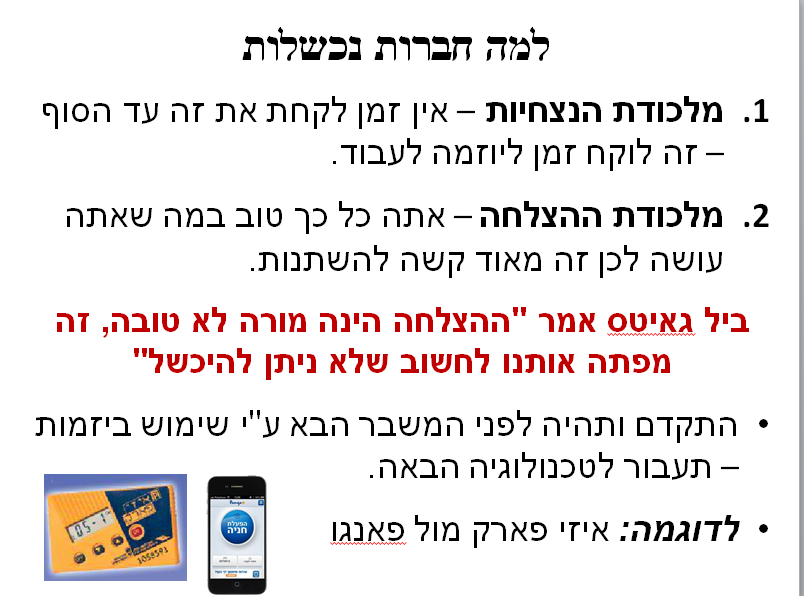 למה חברות נכשלות
1. מלכודת הנצחיות – אין זמן לקחת את זה עד הסוף
– זה לוקח זמן ליוזמה לעבוד.
2. מלכודת ההצלחה – אתה כל כך טוב במה שאתה
עושה לכן זה מאוד קשה להשתנות.
ביל גאיטס אמר "ההצלחה הינה מורה לא טובה, זה
מפתה אותנו לחשוב שלא ניתן להיכשל"
• התקדם ותהיה לפני המשבר הבא ע"י שימוש ביזמות
– תעבור לטכנולוגיה הבאה.
• לדוגמה: איזי פארק מול פאנגו
הפעלת
חניה
05-1
1058591